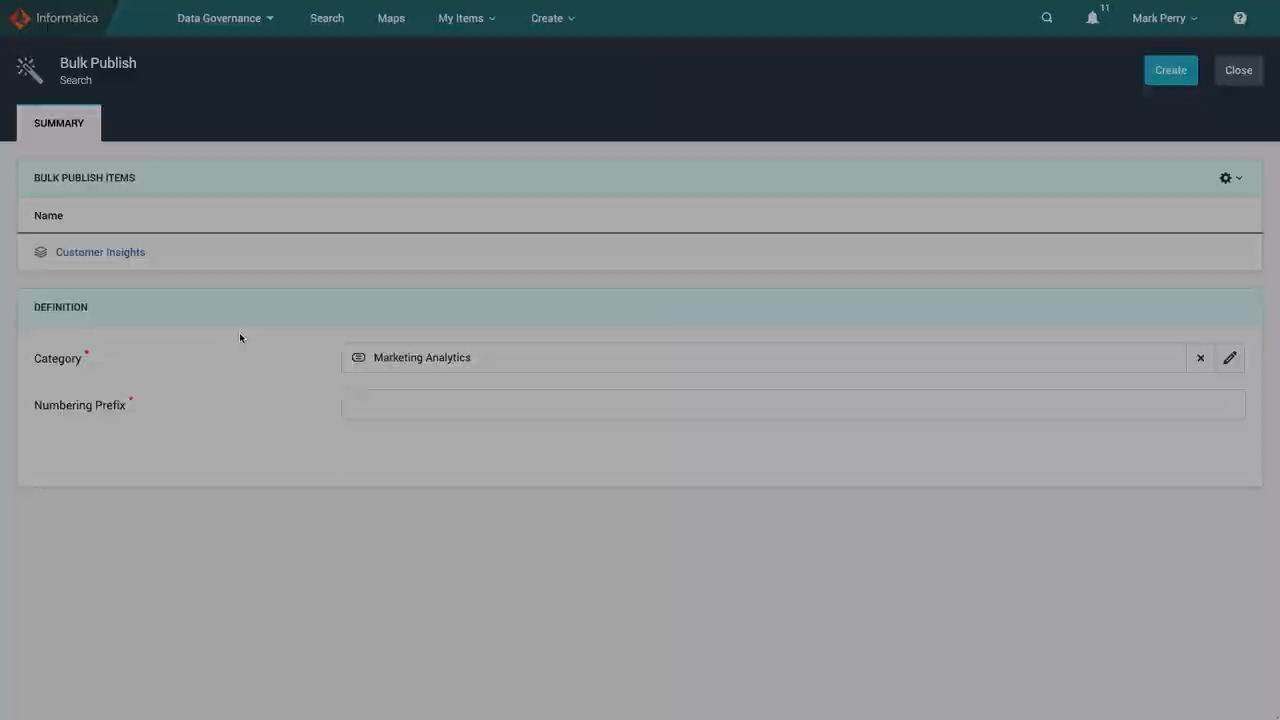 Informatica
Data Governance
Search
Maps
My Items
Create
11
Mark Perry
?
Bulk Publish
Search
Create
Close
SUMMARY
BULK PUBLISH ITEMS
Name
Customer Insights
DEFINITION
Category *
Marketing Analytics
Numbering Prefix *